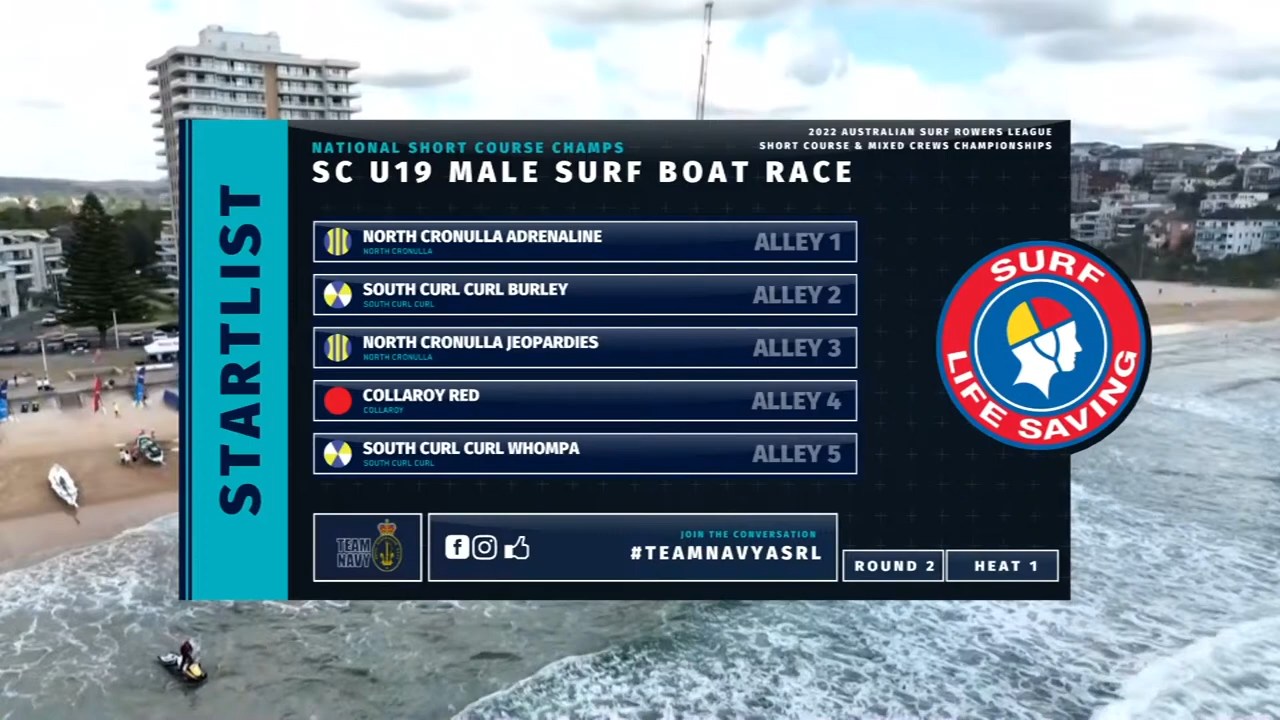 STARTLIST
NATIONAL SHORT COURSE CHAMPS
SC U19 MALE SURF BOAT RACE
2022 AUSTRALIAN SURF ROWERS LEAGUE
SHORT COURSE & MIXED CREWS CHAMPIONSHIPS
NORTH CRONULLA ADRENALINE
NORTH CRONULLA
ALLEY 1
SOUTH CURL CURL BURLEY
SOUTH CURL CURL
ALLEY 2
NORTH CRONULLA JEOPARDIES
NORTH CRONULLA
ALLEY 3
COLLAROY RED
COLLAROY
ALLEY 4
SOUTH CURL CURL WHOMPA
SOUTH CURL CURL
ALLEY 5
SURF
LIFE SAVING
TEAM
NAVY
JOIN THE CONVERSATION
#TEAMNAVYASRL
ROUND 2
HEAT 1